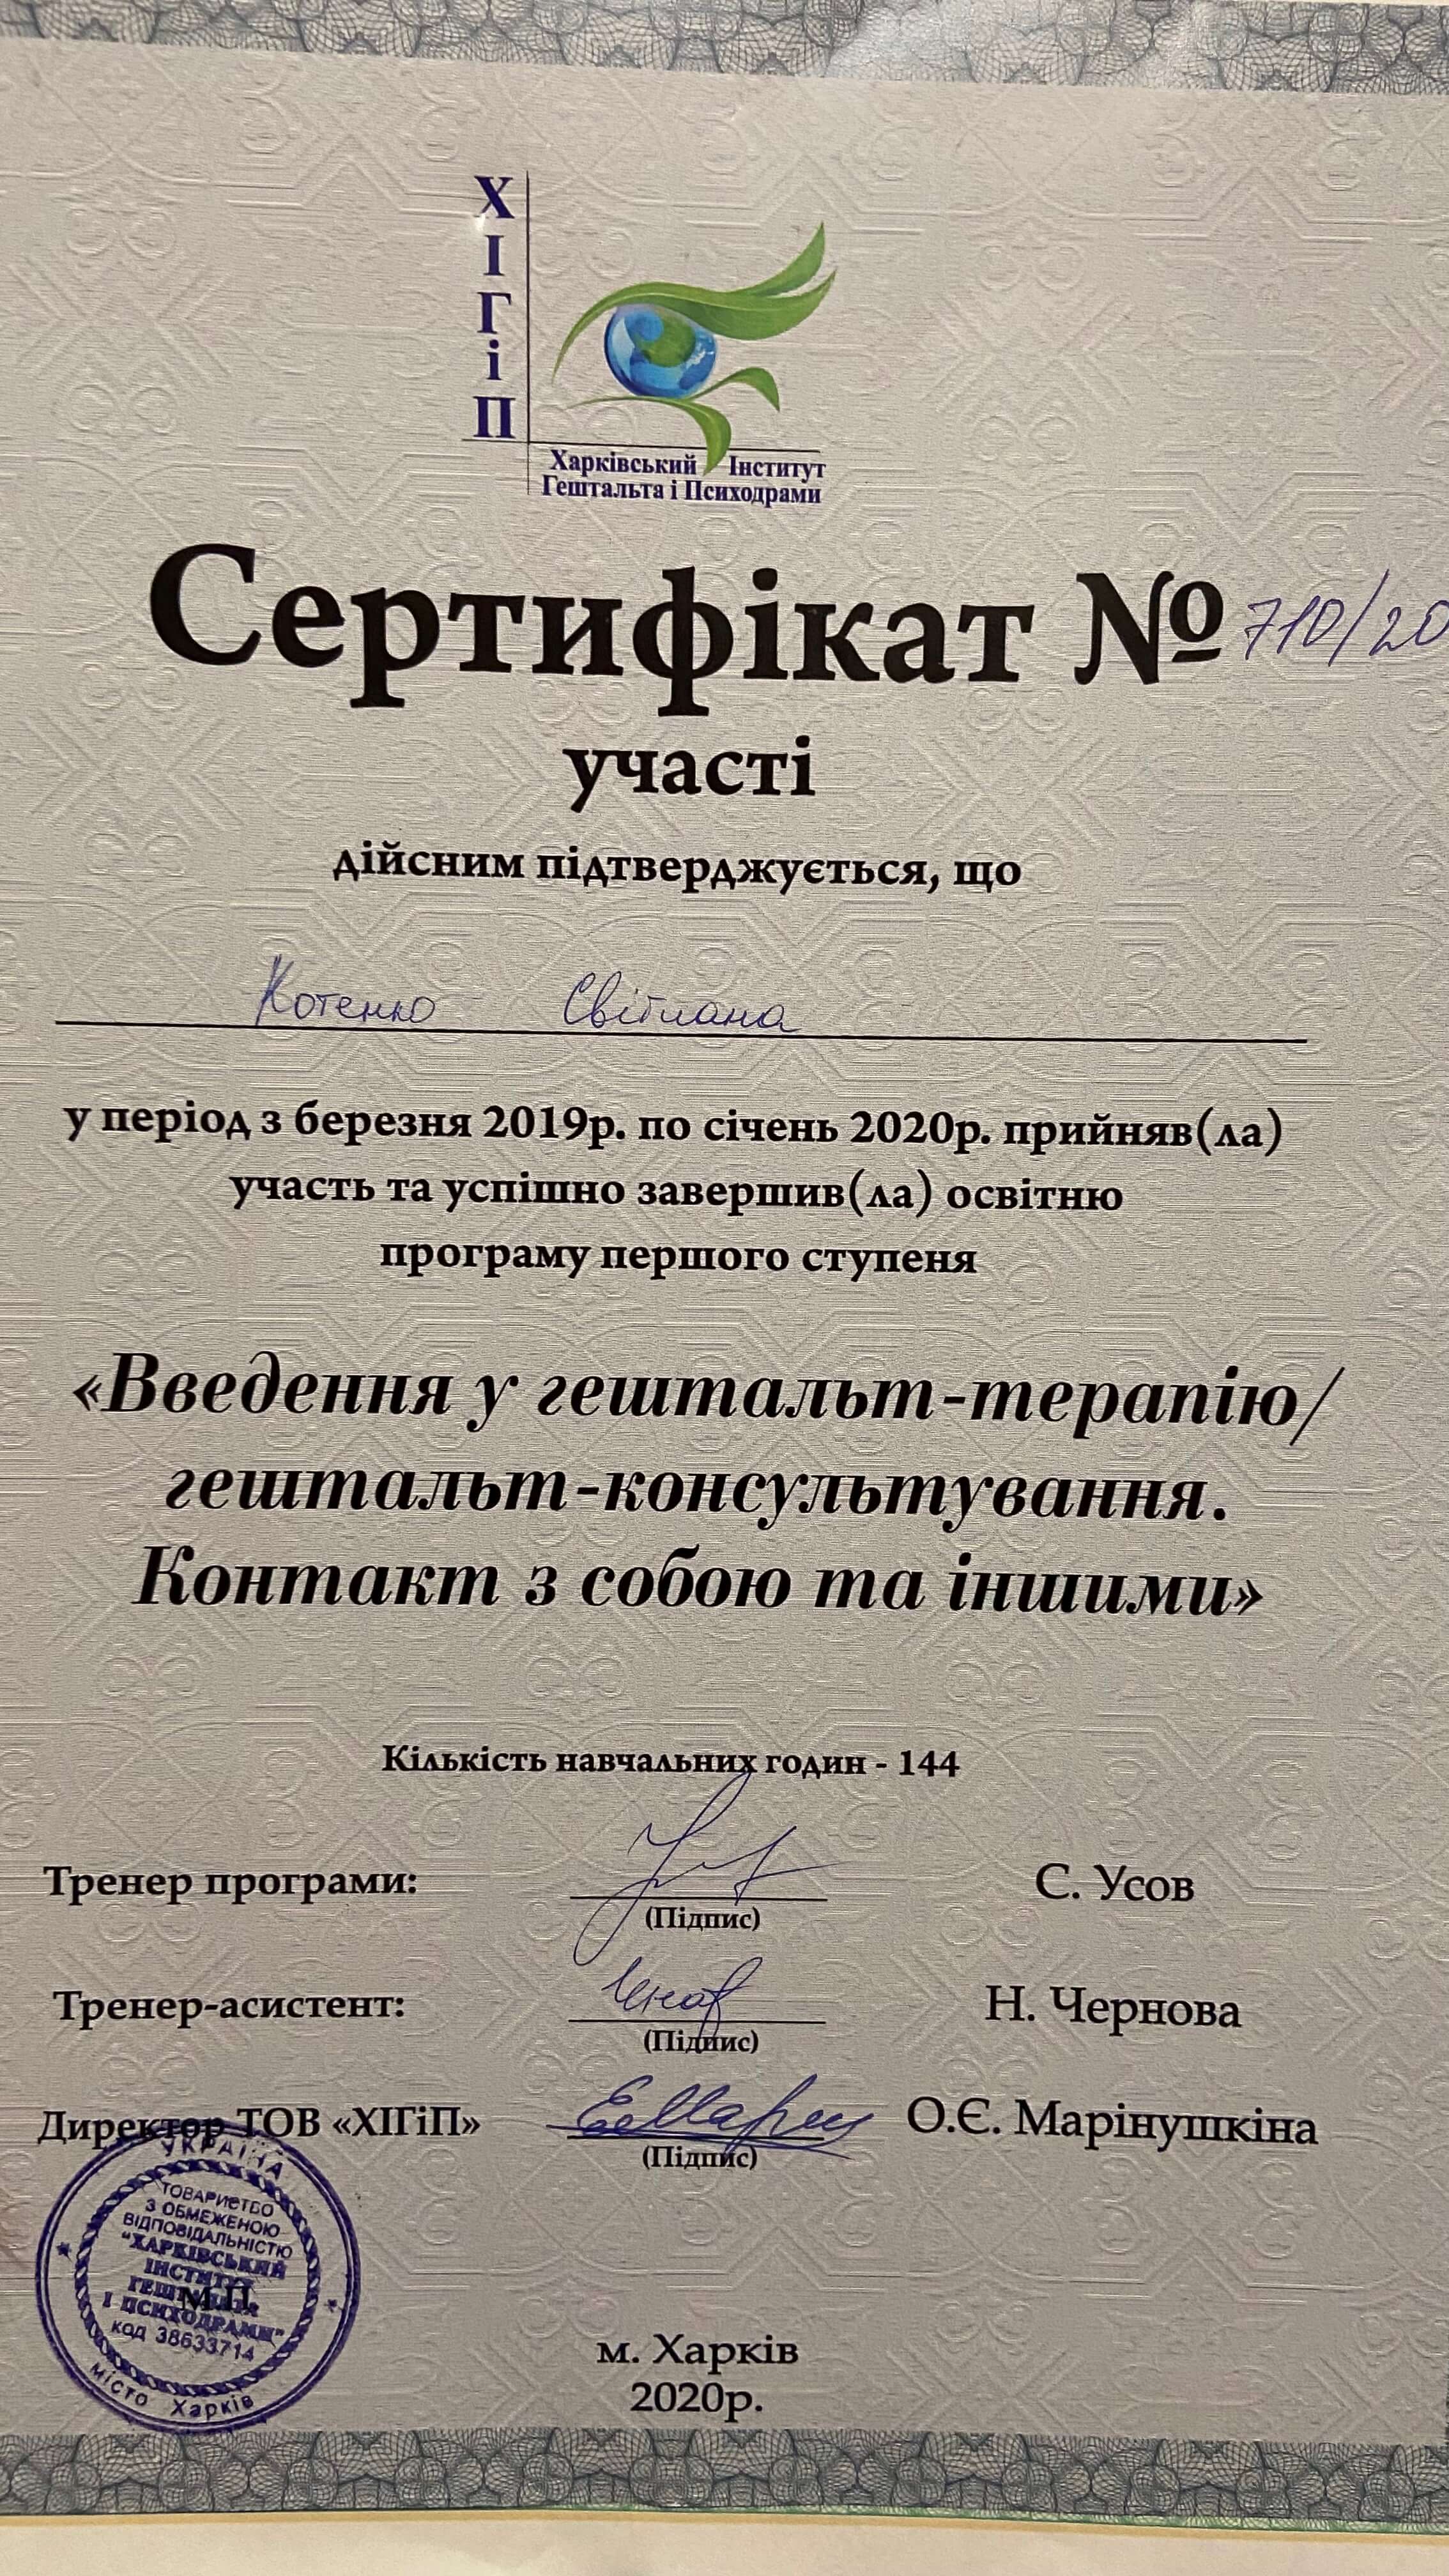 Х
І
Г
і
П
Харківський Інститут
Гештальта і Психодрами
Сертифікат № 710/20
участі
дійсним підтверджується, що
Котенко Світлана
у період з березня 2019р. по січень 2020р. прийняв(ла)
участь та успішно завершив(ла) освітню
програму першого ступеня
«Введення у гештальт-терапію/
гештальт-консультування.
Контакт з собою та іншими»
Кількість навчальних годин - 144
Тренер програми: С. Усов
(Підпис)
Тренер-асистент: Н. Чернова
(Підпис)
Директор ТОВ «ХІГіП» О.Є. Марінушкіна
(Підпис)
УКРАЇНА
ТОВАРИСТВО
З ОБМЕЖЕНОЮ
ВІДПОВІДАЛЬНІСТЮ
"ХАРКІВСЬКИЙ
ІНСТИТУТ
ГЕШТАЛЬТА
І ПСИХОДРАМИ"
код 38633714
місто Харків
М.П.
м. Харків
2020р.